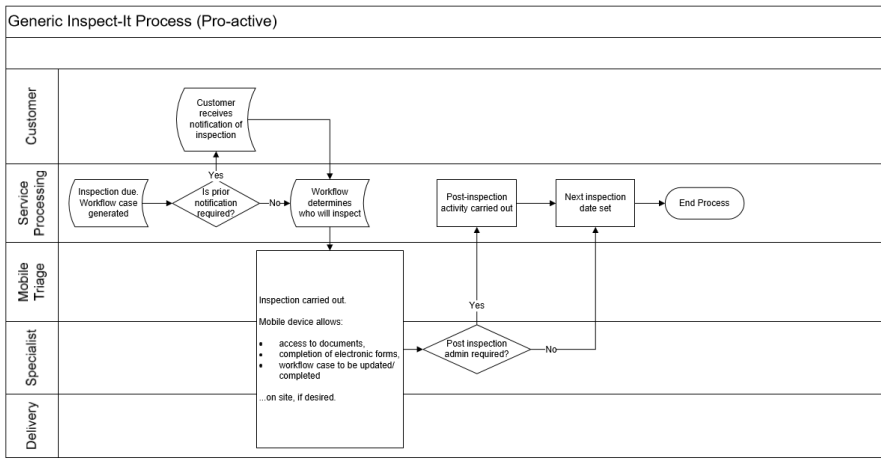 Generic Inspect-It Process (Pro-active)
Customer
Customer
receives
notification of
inspection
Service
Processing
Inspection due.
Workflow case
generated
Is prior
notification
required?
Yes
No
Workflow
determines
who will inspect
Post-inspection
activity carried out
Next inspection
date set
End Process
Mobile
Triage
Inspection carried out.
Mobile device allows:
• access to documents,
• completion of electronic forms,
• workflow case to be updated/
completed
...on site, if desired.
Yes
Specialist
Post inspection
admin required?
No
Delivery